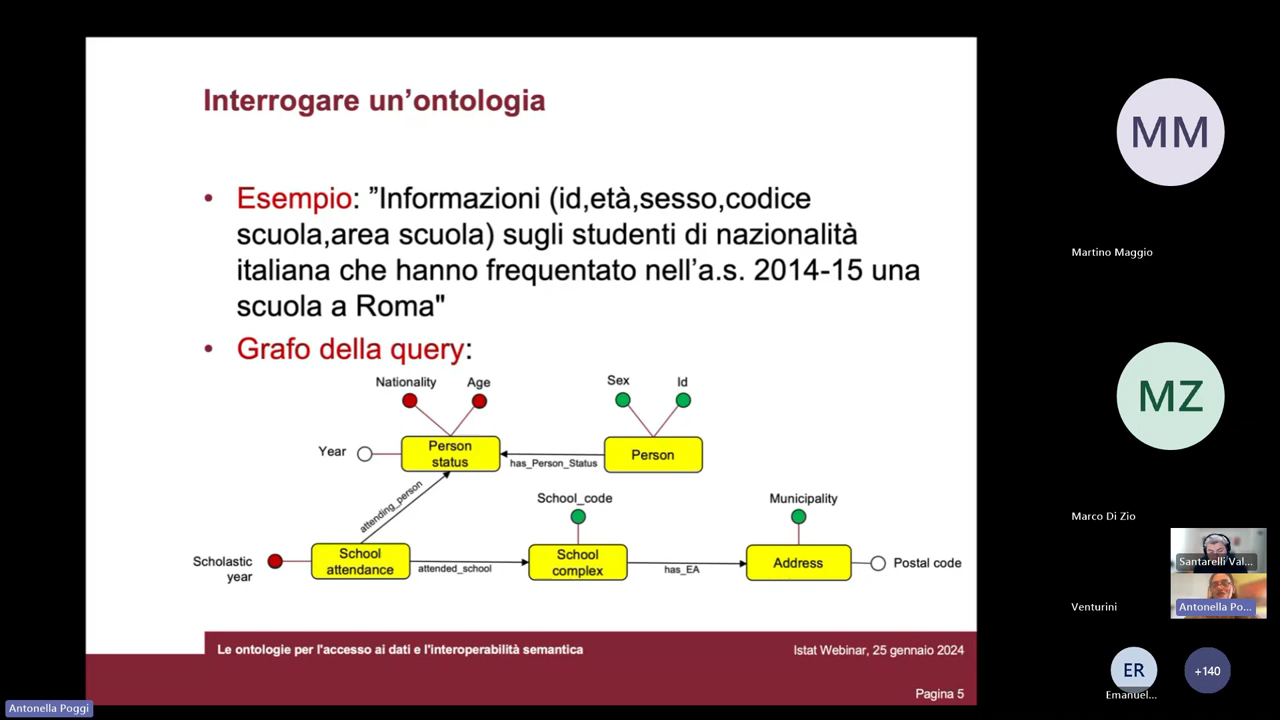 Interrogare un'ontologia
• Esempio: ”Informazioni (id,età,sesso,codice
scuola,area scuola) sugli studenti di nazionalità
italiana che hanno frequentato nell'a.s. 2014-15 una
scuola a Roma"
• Grafo della query:
Nationality
Age
Sex
Id
Year
Person
status
has_Person_Status
Person
attending_person
School_code
Municipality
Scholastic
year
School
attendance
attended_school
School
complex
has_EA
Address
Postal code
Le ontologie per l'accesso ai dati e l'interoperabilità semantica
Istat Webinar, 25 gennaio 2024
Pagina 5
Antonella Poggi
MM
Martino Maggio
MZ
Marco Di Zio
Santarelli Val...
Venturini
Antonella Po...
ER
Emanuel...
+140